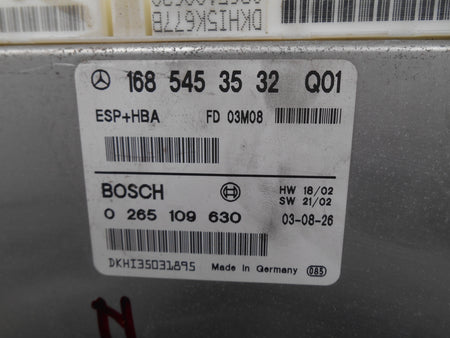 DKHI5K677B
168 545 35 32 Q01
ESP+HBA FD 03M08
BOSCH HW 18/02
SW 21/02
0 265 109 630 03-08-26
DKHI35031895 Made in Germany 083
N